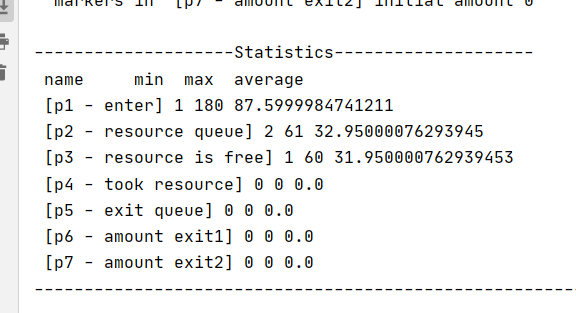 markers in [p7 - amount exit2] initial amount 0
-------------------Statistics-------------------
name min max average
[p1 - enter] 1 180 87.5999984741211
[p2 - resource queue] 2 61 32.95000076293945
[p3 - resource is free] 1 60 31.950000762939453
[p4 - took resource] 0 0 0.0
[p5 - exit queue] 0 0 0.0
[p6 - amount exit1] 0 0 0.0
[p7 - amount exit2] 0 0 0.0
----------------------------------------------------